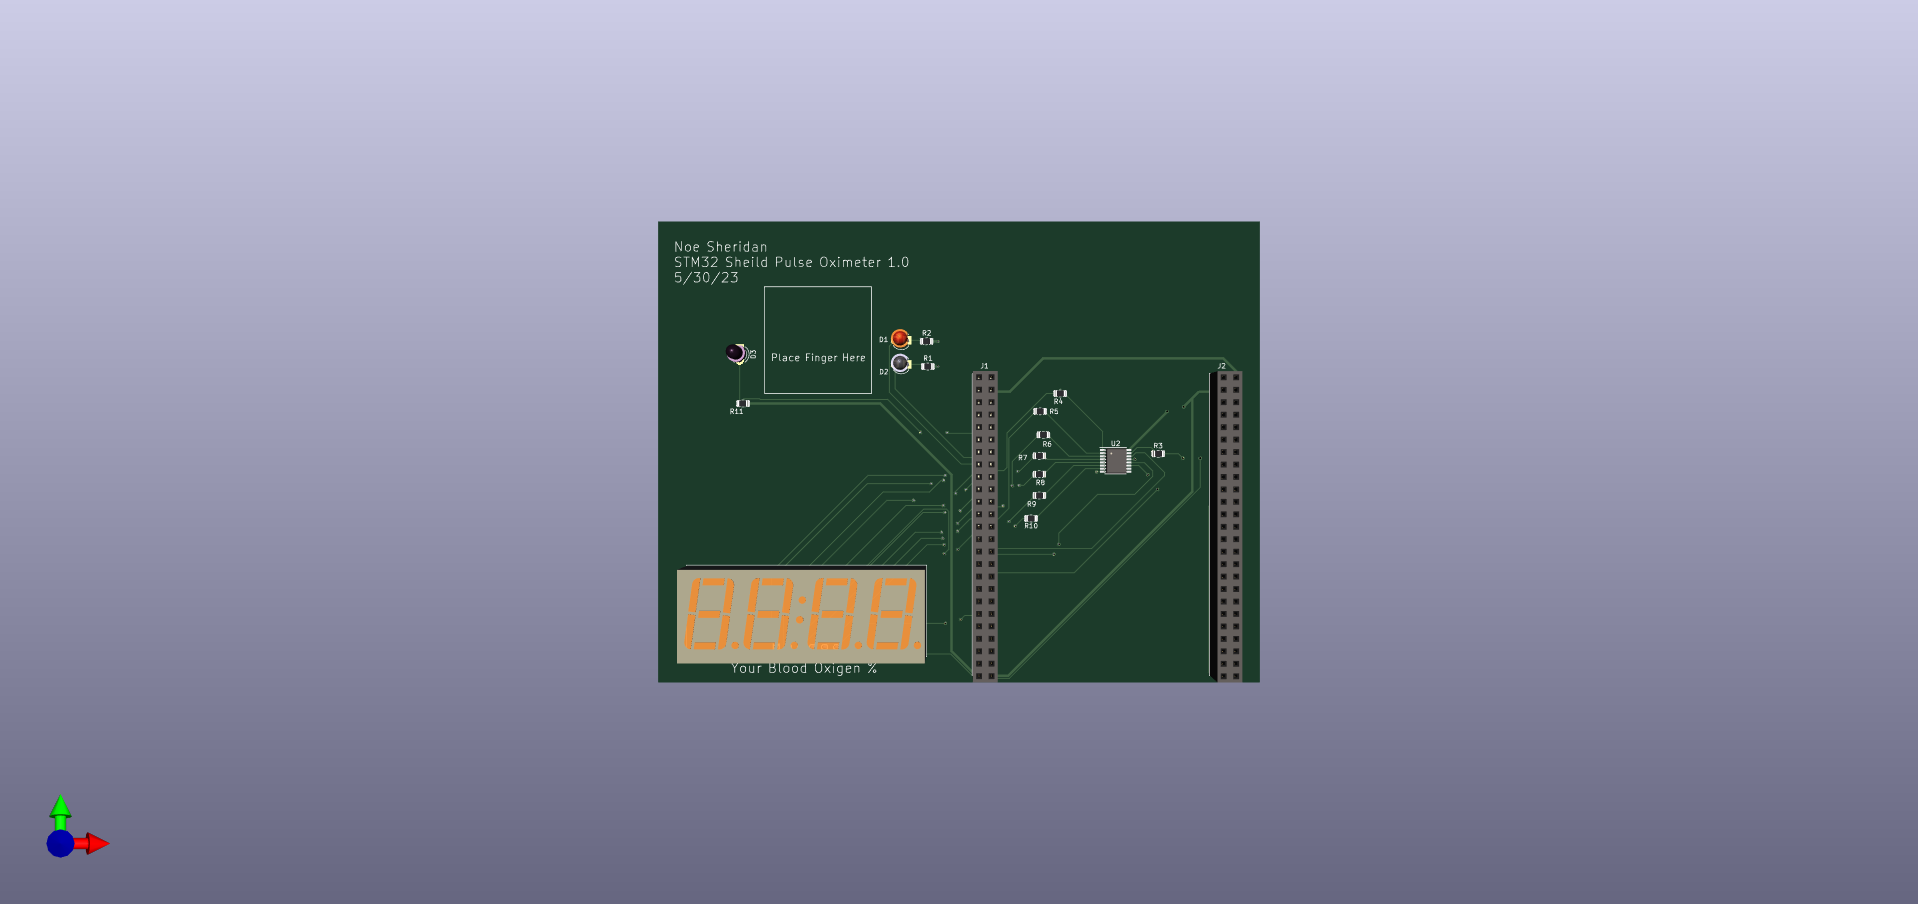 Noe Sheridan
STM32 Sheild Pulse Oximeter 1.0
5/30/23
D1
R2
Place Finger Here
D3
D2
R1
J1
J2
R11
R4
R5
R6
U2
R3
R7
R8
R9
R10
Your Blood Oxigen %